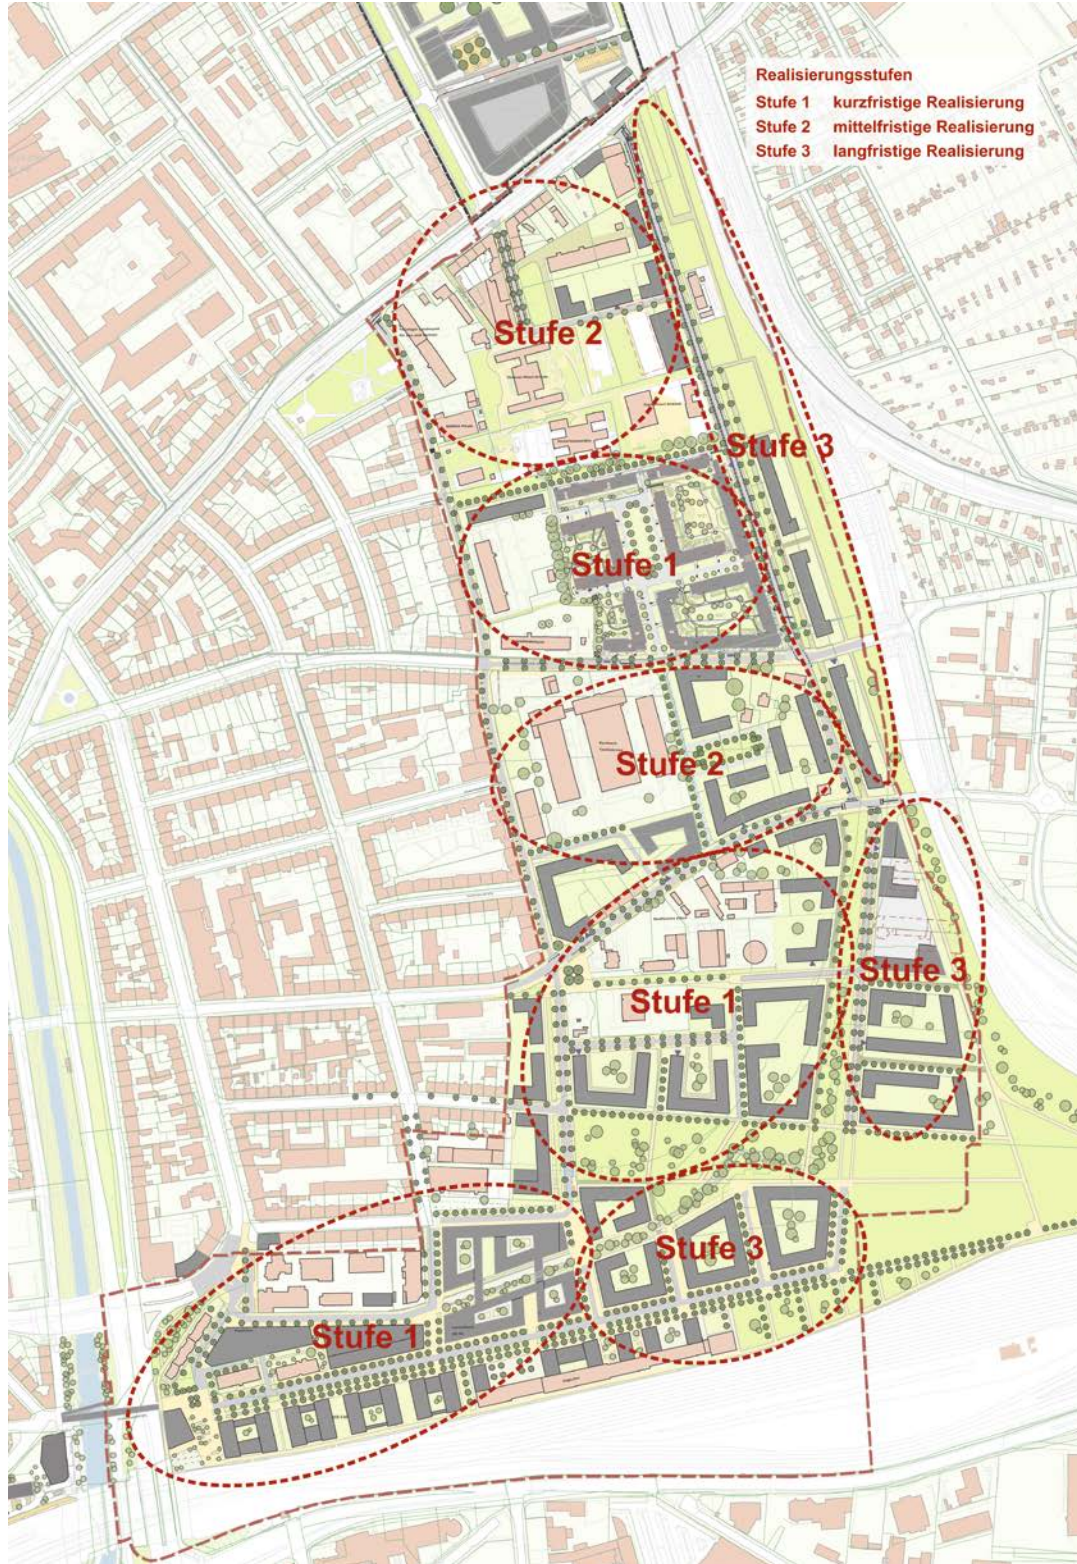 Realisierungsstufen
Stufe 1 kurzfristige Realisierung
Stufe 2 mittelfristige Realisierung
Stufe 3 langfristige Realisierung
Stufe 2
Stufe 3
Stufe 1
Stufe 2
Stufe 3
Stufe 1
Stufe 3
Stufe 1